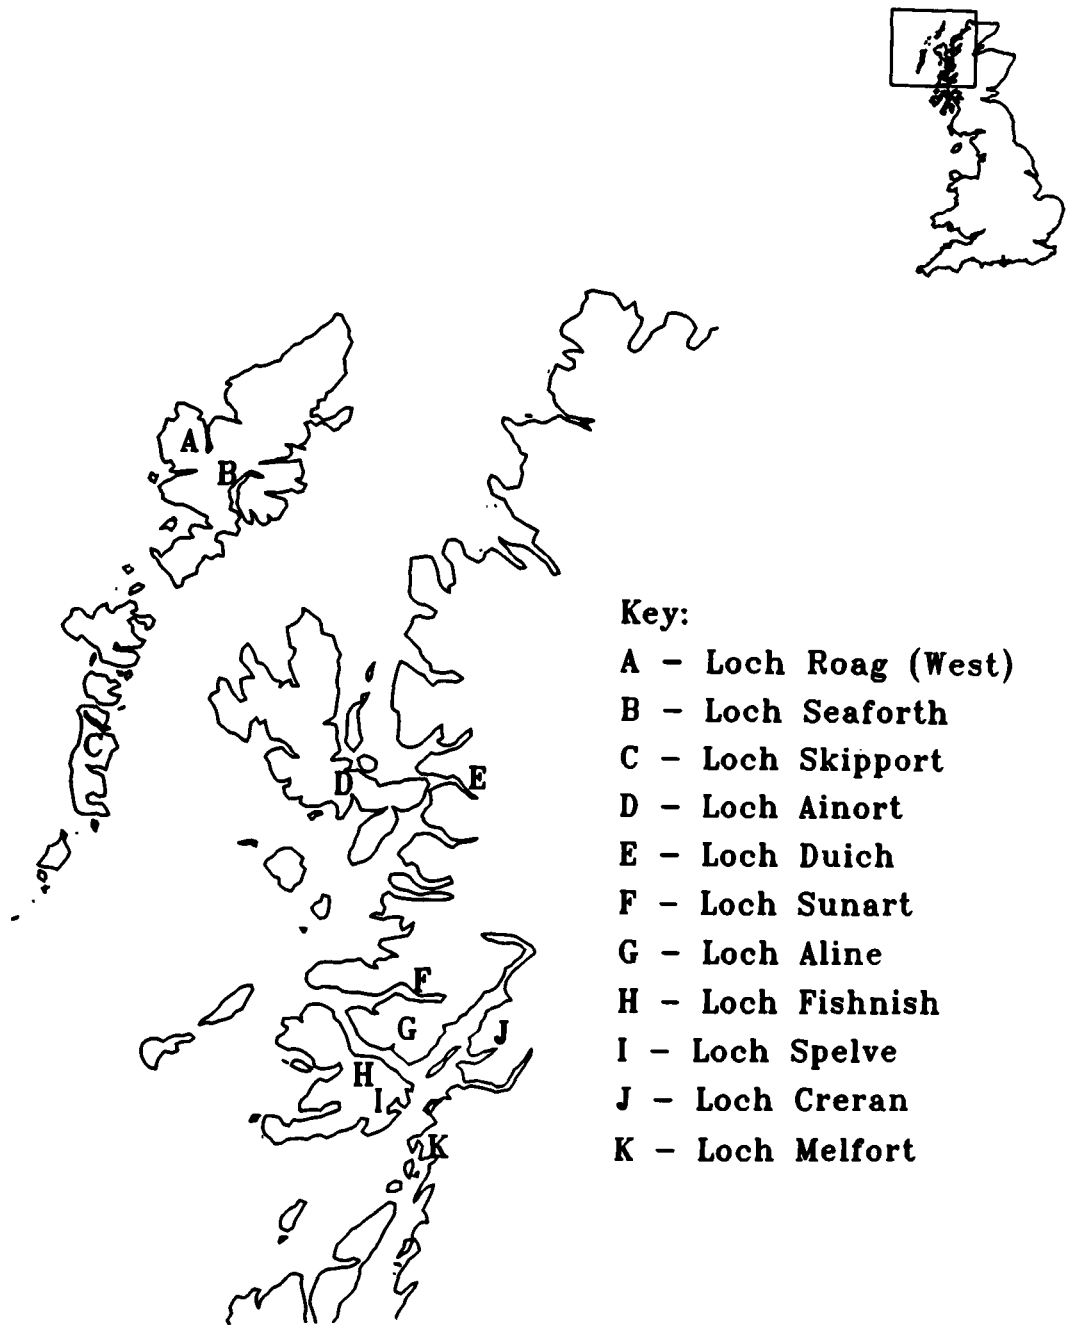 A
B
C
D
E
F
G
J
H
I
K
Key:
A – Loch Roag (West)
B – Loch Seaforth
C – Loch Skipport
D – Loch Ainort
E – Loch Duich
F – Loch Sunart
G – Loch Aline
H – Loch Fishnish
I – Loch Spelve
J – Loch Creran
K – Loch Melfort